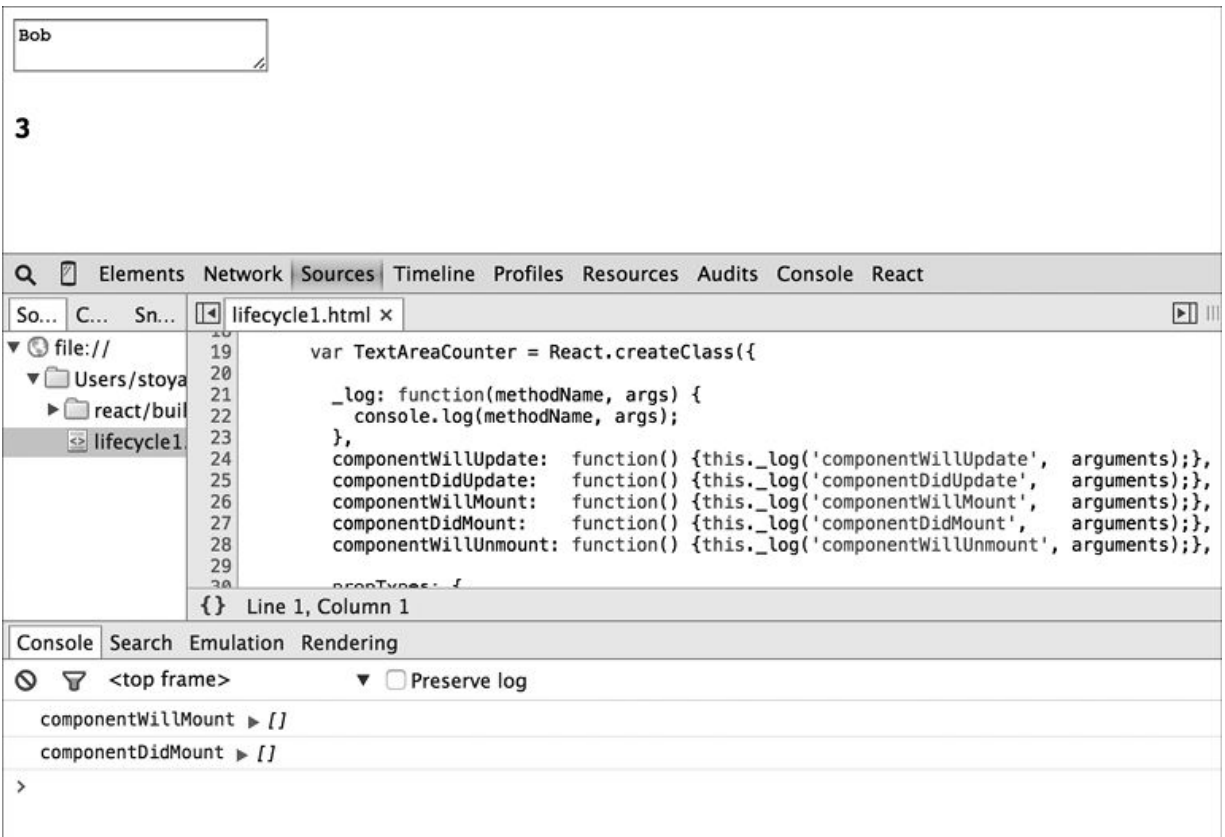 Bob
3
Elements Network Sources Timeline Profiles Resources Audits Console React
So... C... Sn...
lifecycle1.html ×
file://
Users/stoya
react/buil
lifecycle1.
18
19 var TextAreaCounter = React.createClass({
20
21 _log: function(methodName, args) {
22 console.log(methodName, args);
23 },
24 componentWillUpdate: function() {this._log('componentWillUpdate', arguments);},
25 componentDidUpdate: function() {this._log('componentDidUpdate', arguments);},
26 componentWillMount: function() {this._log('componentWillMount', arguments);},
27 componentDidMount: function() {this._log('componentDidMount', arguments);},
28 componentWillUnmount: function() {this._log('componentWillUnmount', arguments);},
29
30 propTypes: {
{} Line 1, Column 1
Console Search Emulation Rendering
<top frame> ▼ Preserve log
componentWillMount ▶ []
componentDidMount ▶ []
>